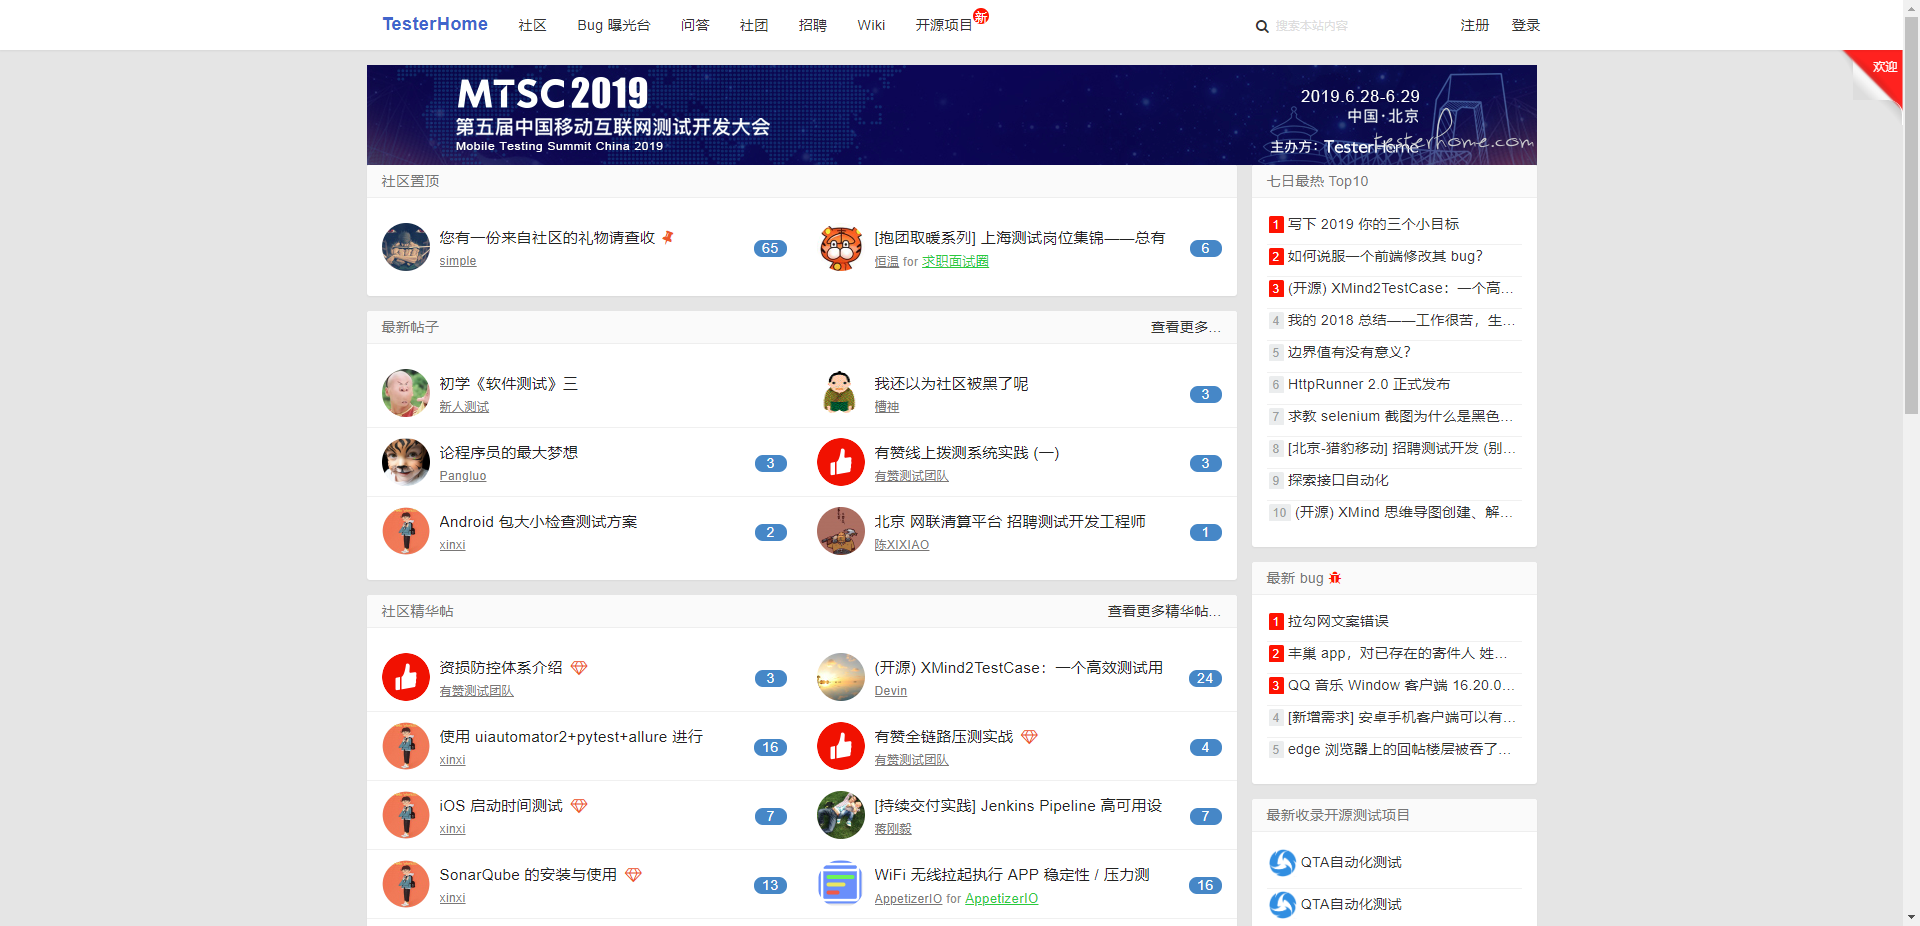 TesterHome 社区 Bug 曝光台 问答 社团 招聘 Wiki 开源项目 新 搜索本站内容 注册 登录
欢迎
MTSC 2019
第五届中国移动互联网测试开发大会
Mobile Testing Summit China 2019
2019.6.28-6.29
中国·北京
主办方：TesterHome
testerhome.com
社区置顶
您有一份来自社区的礼物请查收 65
simple
[抱团取暖系列] 上海测试岗位集锦——总有 6
恒温 for 求职面试圈
最新帖子 查看更多...
初学《软件测试》三
新人测试
我还以为社区被黑了呢 3
槽神
论程序员的最大梦想 3
Pangluo
有赞线上拨测系统实践 (一) 3
有赞测试团队
Android 包大小检查测试方案 2
xinxi
北京 网联清算平台 招聘测试开发工程师 1
陈XIXIAO
社区精华帖 查看更多精华帖...
资损防控体系介绍 3
有赞测试团队
(开源) XMind2TestCase：一个高效测试用 24
Devin
使用 uiautomator2+pytest+allure 进行 16
xinxi
有赞全链路压测实战 4
有赞测试团队
iOS 启动时间测试 7
xinxi
[持续交付实践] Jenkins Pipeline 高可用设 7
蒋刚毅
SonarQube 的安装与使用 13
xinxi
WiFi 无线拉起执行 APP 稳定性 / 压力测 16
AppetizerIO for AppetizerIO
七日最热 Top10
1 写下 2019 你的三个小目标
2 如何说服一个前端修改其 bug?
3 (开源) XMind2TestCase：一个高...
4 我的 2018 总结——工作很苦，生...
5 边界值有没有意义?
6 HttpRunner 2.0 正式发布
7 求教 selenium 截图为什么是黑色...
8 [北京-猎豹移动] 招聘测试开发 (别...
9 探索接口自动化
10 (开源) XMind 思维导图创建、解...
最新 bug
1 拉勾网文案错误
2 丰巢 app，对已存在的寄件人 姓...
3 QQ 音乐 Window 客户端 16.20.0...
4 [新增需求] 安卓手机客户端可以有...
5 edge 浏览器上的回帖楼层被吞了...
最新收录开源测试项目
QTA自动化测试
QTA自动化测试